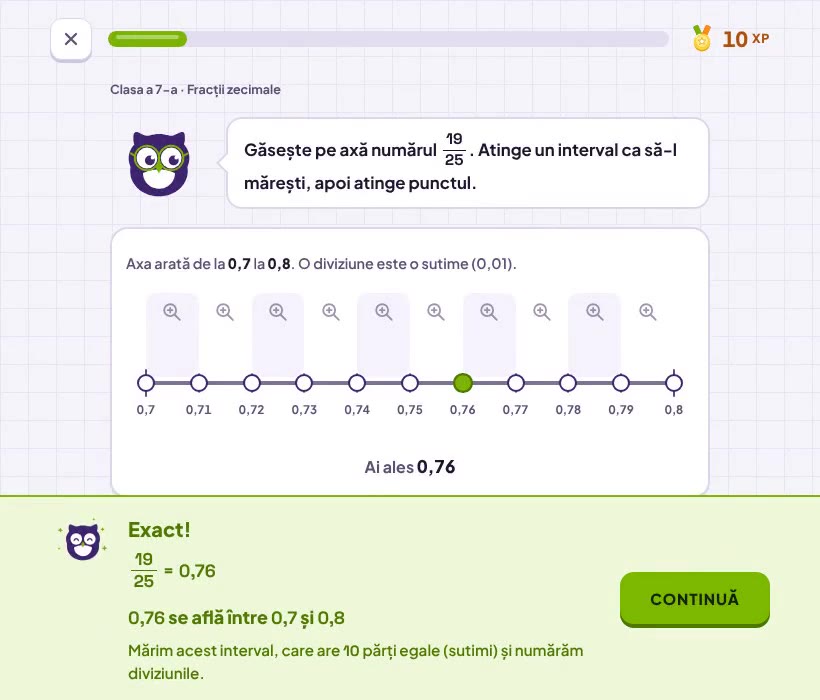 10 XP
Clasa a 7-a · Fracții zecimale
Găsește pe axă numărul 19/25 . Atinge un interval ca să-l
mărești, apoi atinge punctul.
Axa arată de la 0,7 la 0,8. O diviziune este o sutime (0,01).
0,7 0,71 0,72 0,73 0,74 0,75 0,76 0,77 0,78 0,79 0,8
Ai ales 0,76
Exact!
19/25 = 0,76
0,76 se află între 0,7 și 0,8
Mărim acest interval, care are 10 părți egale (sutimi) și numărăm
diviziunile.
CONTINUĂ